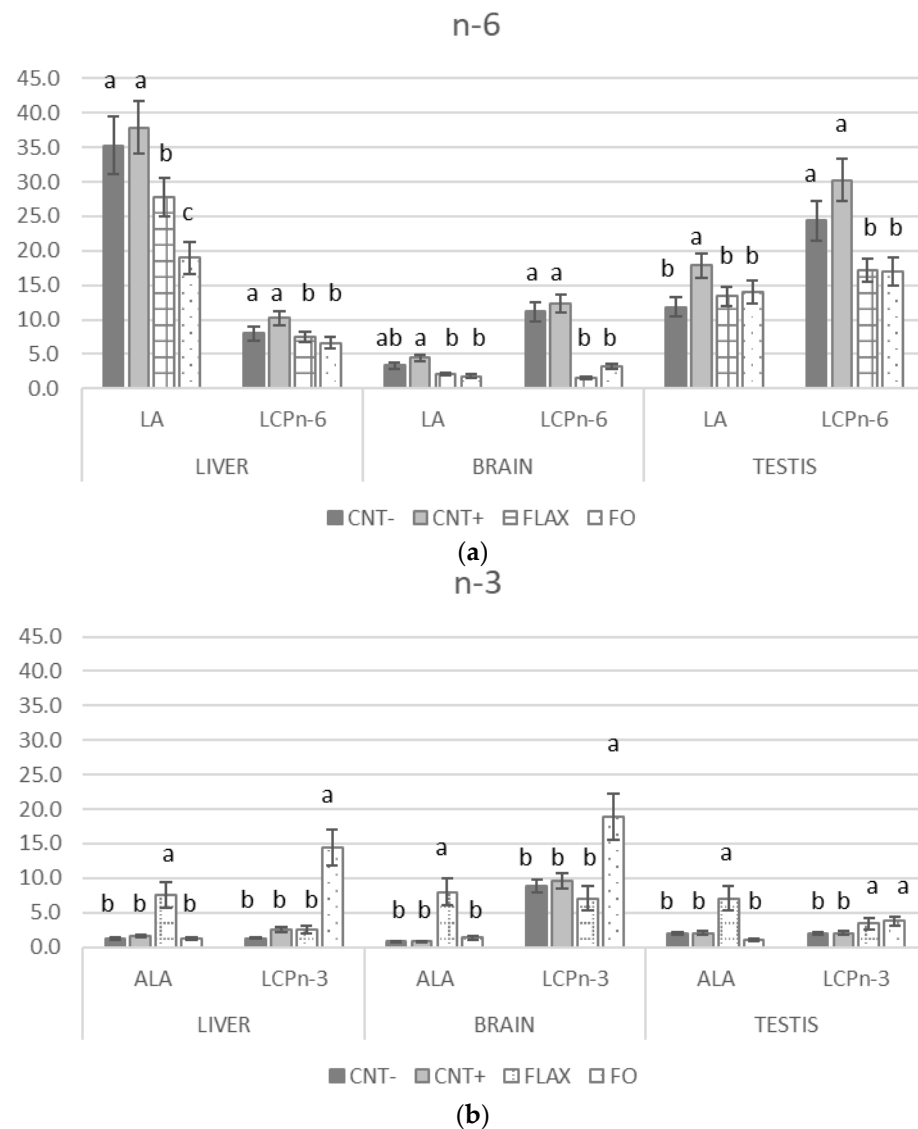 n-6
45.0
40.0
35.0
30.0
25.0
20.0
15.0
10.0
5.0
0.0
a a b c
a a b b
ab a b b
a a b b
b a b b
a a b b
LA LCPn-6 LA LCPn-6 LA LCPn-6
LIVER BRAIN TESTIS
CNT- CNT+ FLAX FO
(a)
n-3
45.0
40.0
35.0
30.0
25.0
20.0
15.0
10.0
5.0
0.0
b b a b
b b b a
b b a b
b b b a
b b a b
b b a a
ALA LCPn-3 ALA LCPn-3 ALA LCPn-3
LIVER BRAIN TESTIS
CNT- CNT+ FLAX FO
(b)